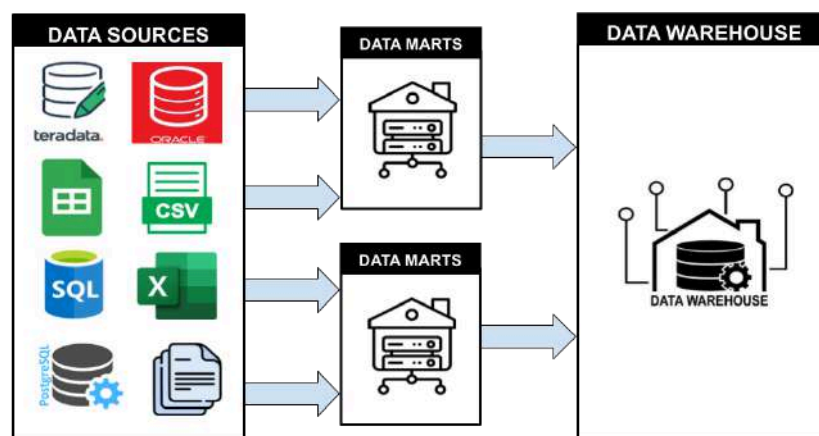 DATA SOURCES
DATA MARTS
DATA WAREHOUSE
teradata.
ORACLE
CSV
SQL
X
PostgreSQL
DATA MARTS
DATA WAREHOUSE